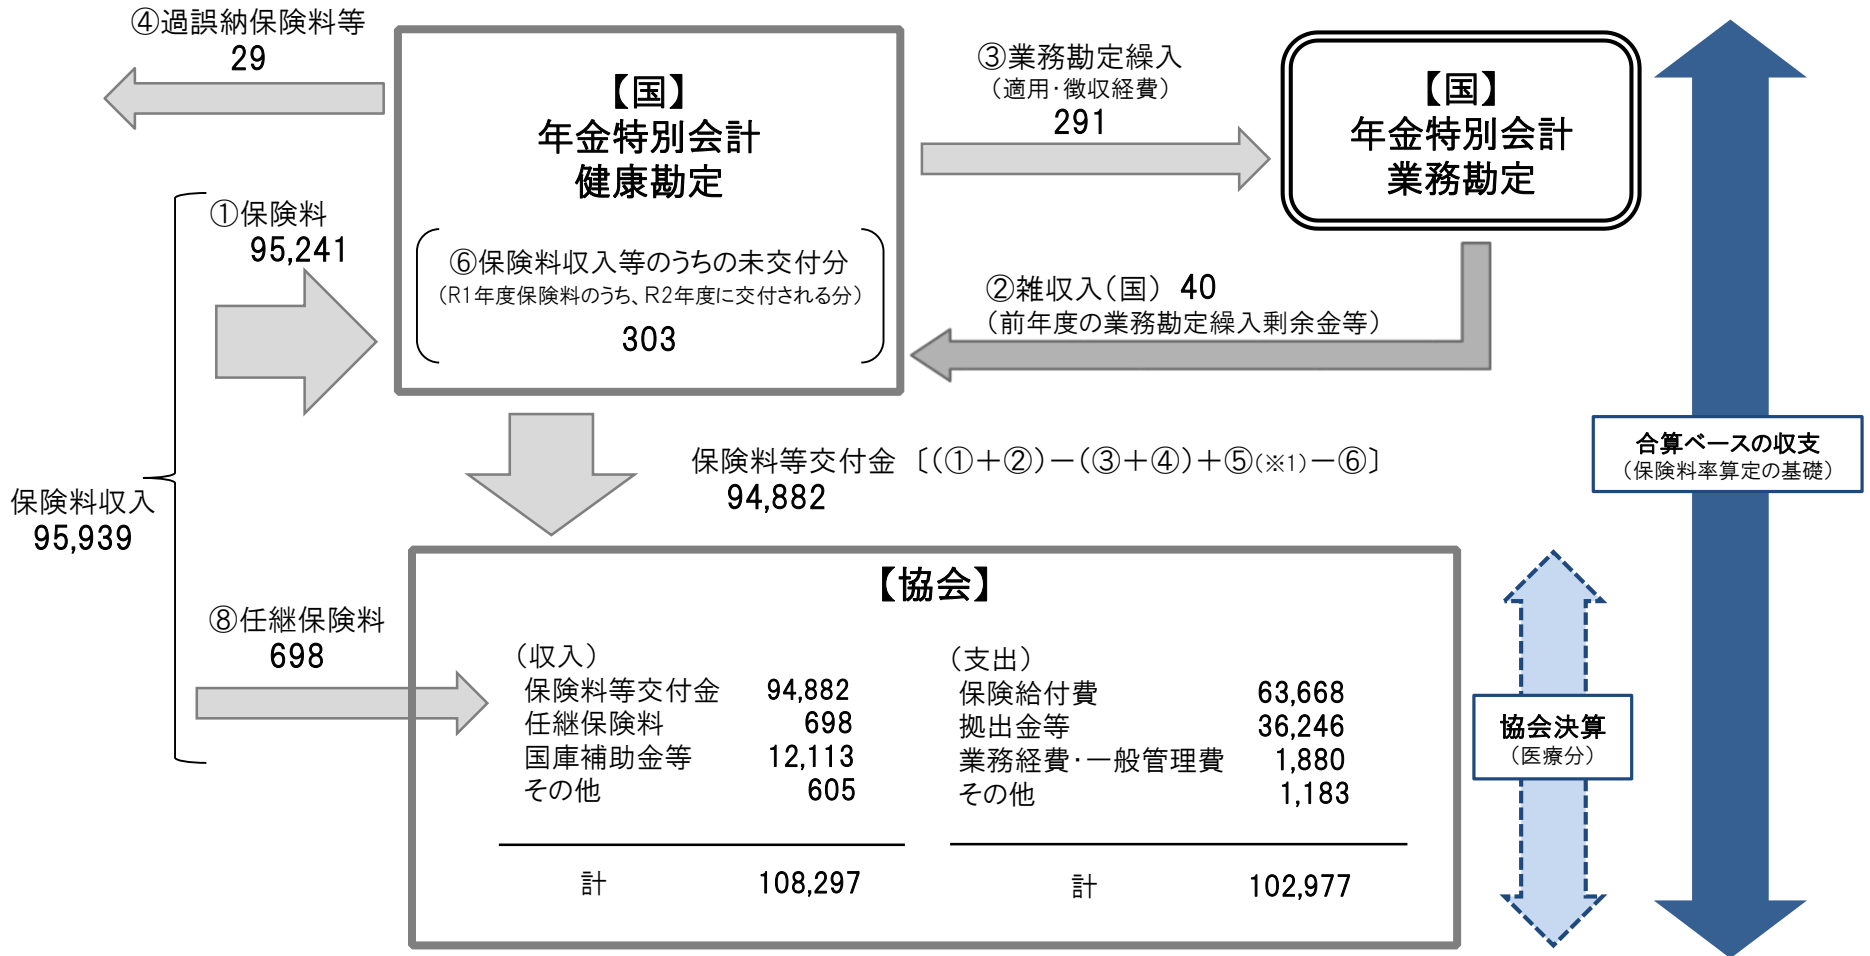 ④過誤納保険料等
29
【国】
年金特別会計
健康勘定
③業務勘定繰入
（適用・徴収経費）
291
【国】
年金特別会計
業務勘定
①保険料
95,241
⑥保険料収入等のうちの未交付分
（R1年度保険料のうち、R2年度に交付される分）
303
②雑収入（国） 40
（前年度の業務勘定繰入剰余金等）
保険料等交付金 〔（①＋②）－（③＋④）＋⑤（※1）－⑥〕
94,882
合算ベースの収支
（保険料率算定の基礎）
保険料収入
95,939
⑧任継保険料
698
【協会】
（収入）
保険料等交付金 94,882
任継保険料 698
国庫補助金等 12,113
その他 605
計 108,297
（支出）
保険給付費 63,668
拠出金等 36,246
業務経費・一般管理費 1,880
その他 1,183
計 102,977
協会決算
（医療分）